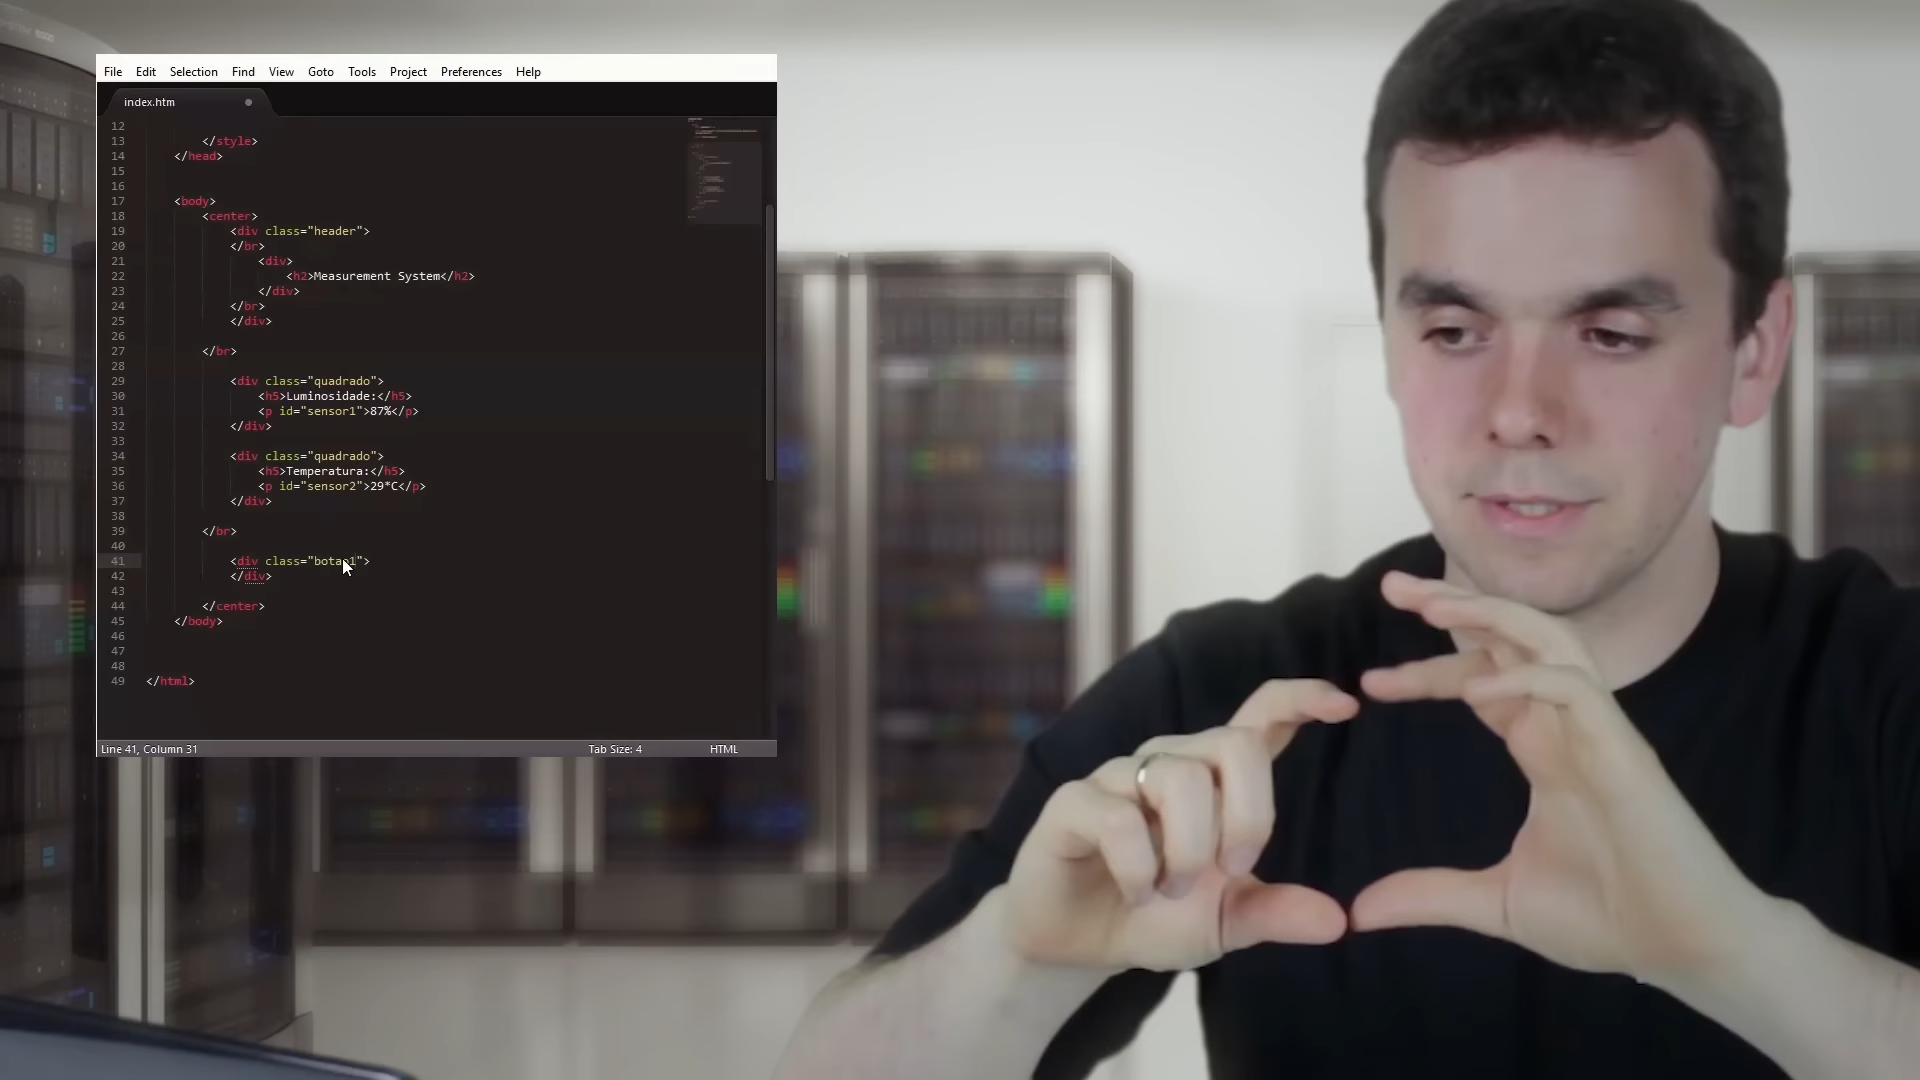 File Edit Selection Find View Goto Tools Project Preferences Help
index.htm
12
13 </style>
14 </head>
15
16
17 <body>
18 <center>
19 <div class="header">
20 </br>
21 <div>
22 <h2>Measurement System</h2>
23 </div>
24 </br>
25 </div>
26
27 </br>
28
29 <div class="quadrado">
30 <h5>Luminosidade:</h5>
31 <p id="sensor1">87%</p>
32 </div>
33
34 <div class="quadrado">
35 <h5>Temperatura:</h5>
36 <p id="sensor2">29*C</p>
37 </div>
38
39 </br>
40
41 <div class="botao1">
42 </div>
43
44 </center>
45 </body>
46
47
48
49 </html>
Line 41, Column 31 Tab Size: 4 HTML